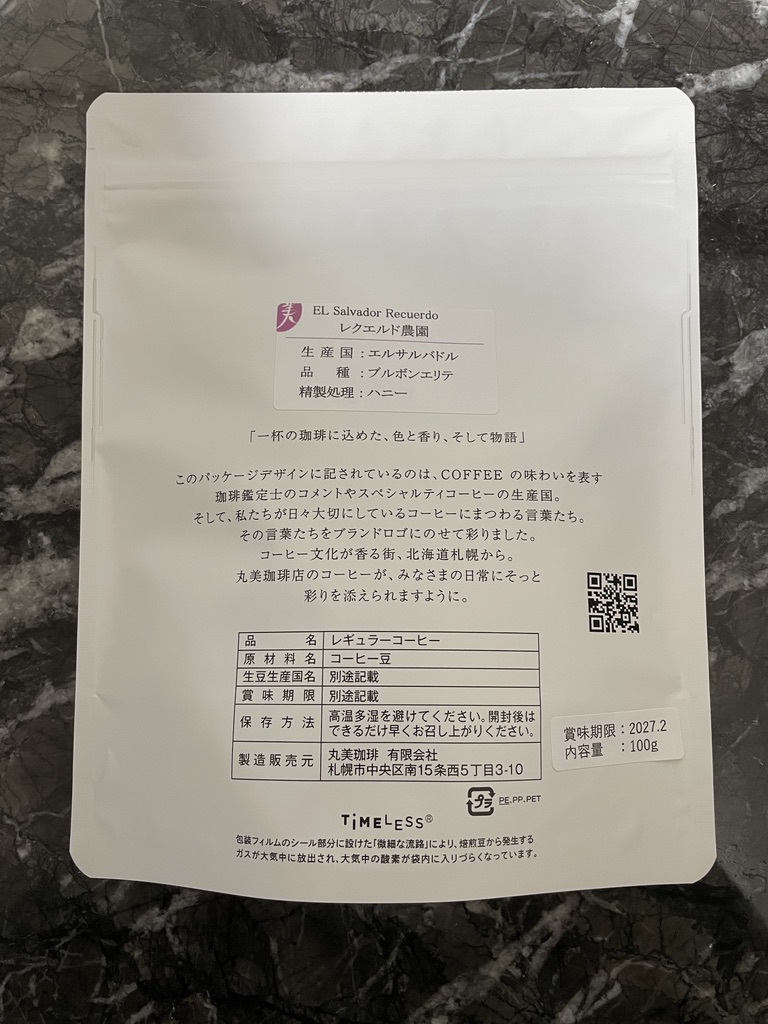 美
EL Salvador Recuerdo
レクエルド農園
生産国：エルサルバドル
品種：ブルボンエリテ
精製処理：ハニー
「一杯の珈琲に込めた、色と香り、そして物語」
このパッケージデザインに記されているのは、COFFEE の味わいを表す
珈琲鑑定士のコメントやスペシャルティコーヒーの生産国。
そして、私たちが日々大切にしているコーヒーにまつわる言葉たち。
その言葉たちをブランドロゴにのせて彩りました。
コーヒー文化が香る街、北海道札幌から。
丸美珈琲店のコーヒーが、みなさまの日常にそっと
彩りを添えられますように。
品名 レギュラーコーヒー
原材料名 コーヒー豆
生豆生産国名 別途記載
賞味期限 別途記載
保存方法 高温多湿を避けてください。開封後は
できるだけ早くお召し上がりください。
製造販売元 丸美珈琲 有限会社
札幌市中央区南15条西5丁目3-10
賞味期限：2027.2
内容量：100g
プラ PE.PP.PET
TiMELESS®
包装フィルムのシール部分に設けた「微細な流路」により、焙煎豆から発生する
ガスが大気中に放出され、大気中の酸素が袋内に入りづらくなっています。